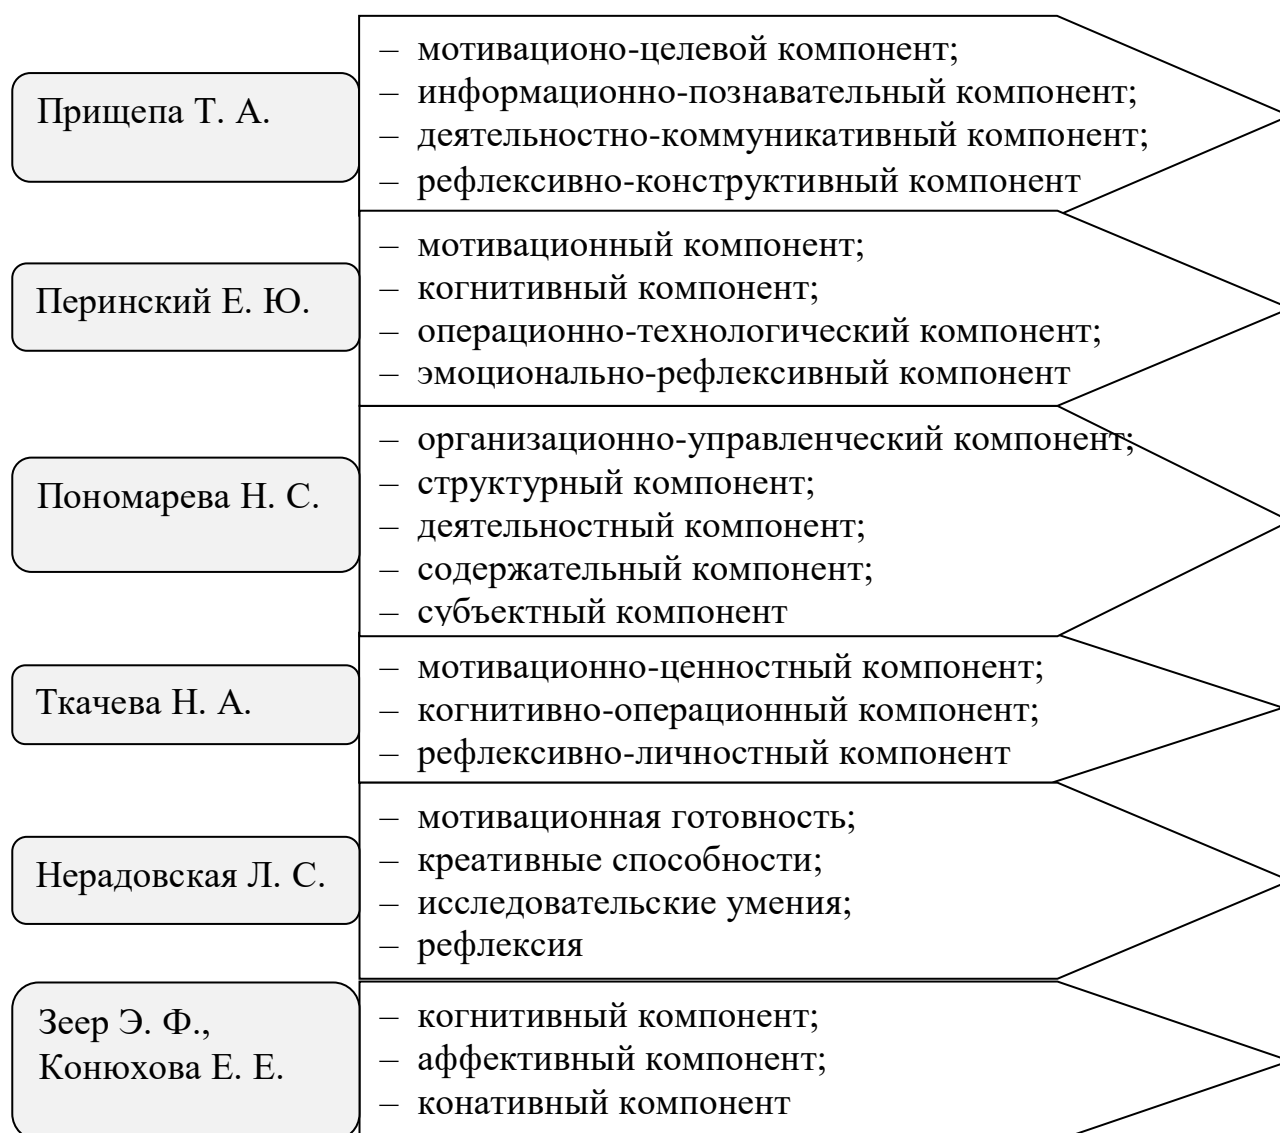 Прищепа Т. А.
– мотивационо-целевой компонент;
– информационно-познавательный компонент;
– деятельностно-коммуникативный компонент;
– рефлексивно-конструктивный компонент
Перинский Е. Ю.
– мотивационный компонент;
– когнитивный компонент;
– операционно-технологический компонент;
– эмоционально-рефлексивный компонент
Пономарева Н. С.
– организационно-управленческий компонент;
– структурный компонент;
– деятельностный компонент;
– содержательный компонент;
– субъектный компонент
Ткачева Н. А.
– мотивационно-ценностный компонент;
– когнитивно-операционный компонент;
– рефлексивно-личностный компонент
Нерадовская Л. С.
– мотивационная готовность;
– креативные способности;
– исследовательские умения;
– рефлексия
Зеер Э. Ф.,
Конюхова Е. Е.
– когнитивный компонент;
– аффективный компонент;
– конативный компонент